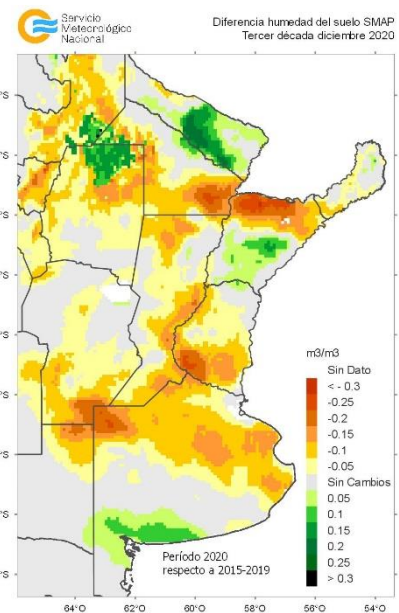 Servicio
Meteorológico
Nacional
Diferencia humedad del suelo SMAP
Tercer década diciembre 2020
°S
°S
°S
°S
°S
°S
°S
°S
°S
m3/m3
Sin Dato
< - 0.3
-0.25
-0.2
-0.15
-0.1
-0.05
Sin Cambios
0.05
0.1
0.15
0.2
0.25
> 0.3
Período 2020
respecto a 2015-2019
64°O 62°O 60°O 58°O 56°O 54°O